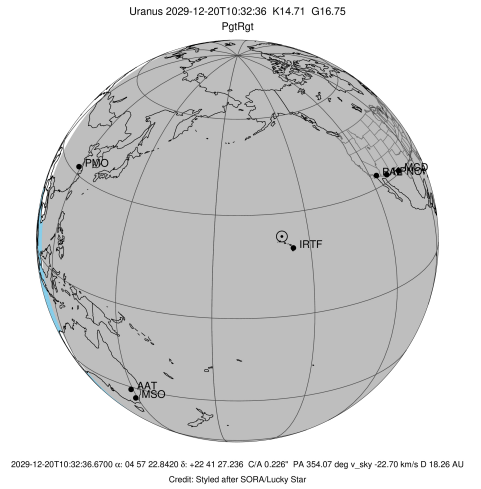 Uranus 2029-12-20T10:32:36 K14.71 G16.75
PgtRgt
PMO
MCD
IRTF
AAT
MSO
2029-12-20T10:32:36.6700 α: 04 57 22.8420 δ: +22 41 27.236 C/A 0.226" PA 354.07 deg v_sky -22.70 km/s D 18.26 AU
Credit: Styled after SORA/Lucky Star